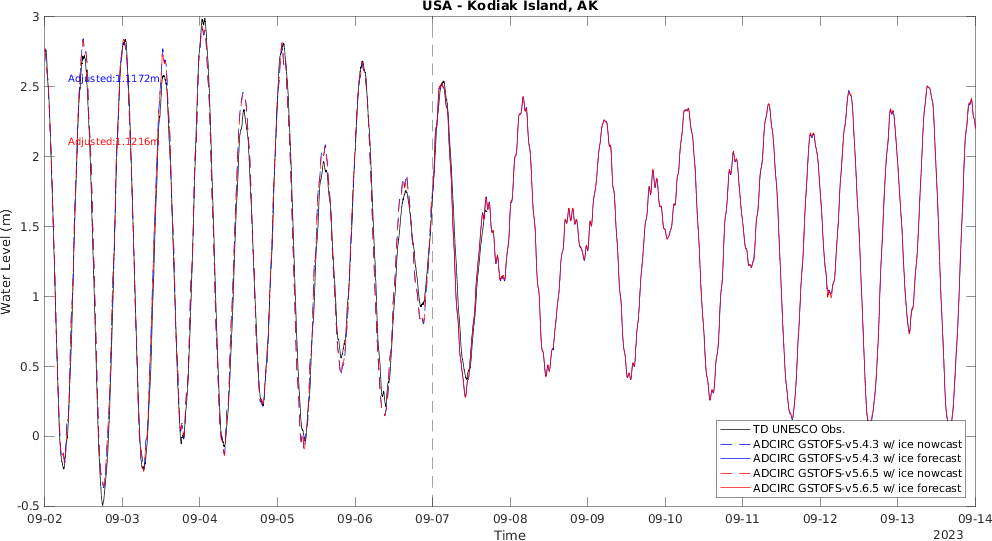 USA - Kodiak Island, AK
3
2.5
2
1.5
1
0.5
0
-0.5
Water Level (m)
Adjusted:1.1172m
Adjusted:1.1216m
TD UNESCO Obs.
ADCIRC GSTOFS-v5.4.3 w/ ice nowcast
ADCIRC GSTOFS-v5.4.3 w/ ice forecast
ADCIRC GSTOFS-v5.6.5 w/ ice nowcast
ADCIRC GSTOFS-v5.6.5 w/ ice forecast
09-02 09-03 09-04 09-05 09-06 09-07 09-08 09-09 09-10 09-11 09-12 09-13 09-14
Time
2023